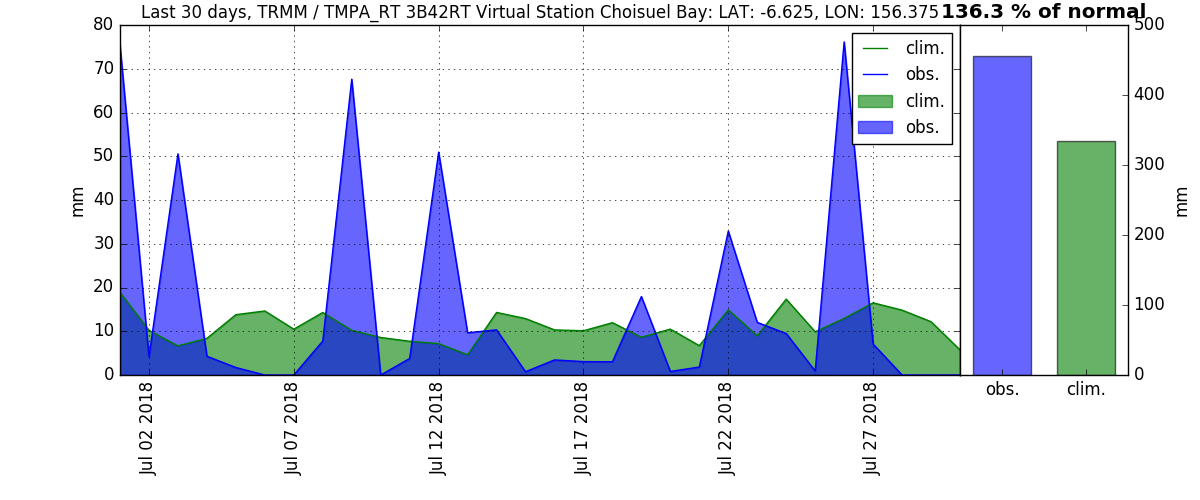 Last 30 days, TRMM / TMPA_RT 3B42RT Virtual Station Choisuel Bay: LAT: -6.625, LON: 156.375 136.3 % of normal
80
70
60
50
40
30
20
10
0
mm
Jul 02 2018
Jul 07 2018
Jul 12 2018
Jul 17 2018
Jul 22 2018
Jul 27 2018
clim.
obs.
clim.
obs.
500
400
300
200
100
0
mm
obs. clim.